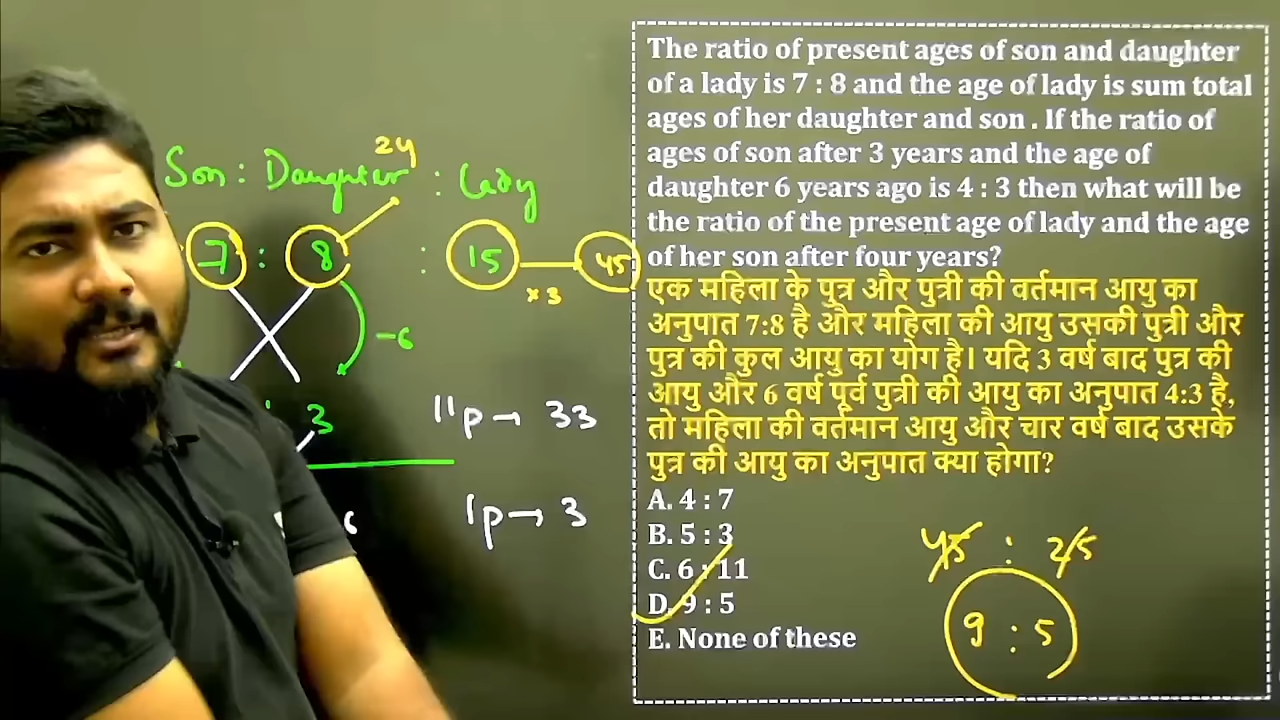 The ratio of present ages of son and daughter
of a lady is 7 : 8 and the age of lady is sum total
ages of her daughter and son . If the ratio of
ages of son after 3 years and the age of
daughter 6 years ago is 4 : 3 then what will be
the ratio of the present age of lady and the age
of her son after four years?
एक महिला के पुत्र और पुत्री की वर्तमान आयु का
अनुपात 7:8 है और महिला की आयु उसकी पुत्री और
पुत्र की कुल आयु का योग है। यदि 3 वर्ष बाद पुत्र की
आयु और 6 वर्ष पूर्व पुत्री की आयु का अनुपात 4:3 है,
तो महिला की वर्तमान आयु और चार वर्ष बाद उसके
पुत्र की आयु का अनुपात क्या होगा?
A. 4 : 7
B. 5 : 3
C. 6 : 11
D. 9 : 5
E. None of these
24
Son : Daughter : Lady
7 : 8 : 15 45
×3
-6
3
11p → 33
6
1p → 3
45 : 25
9 : 5